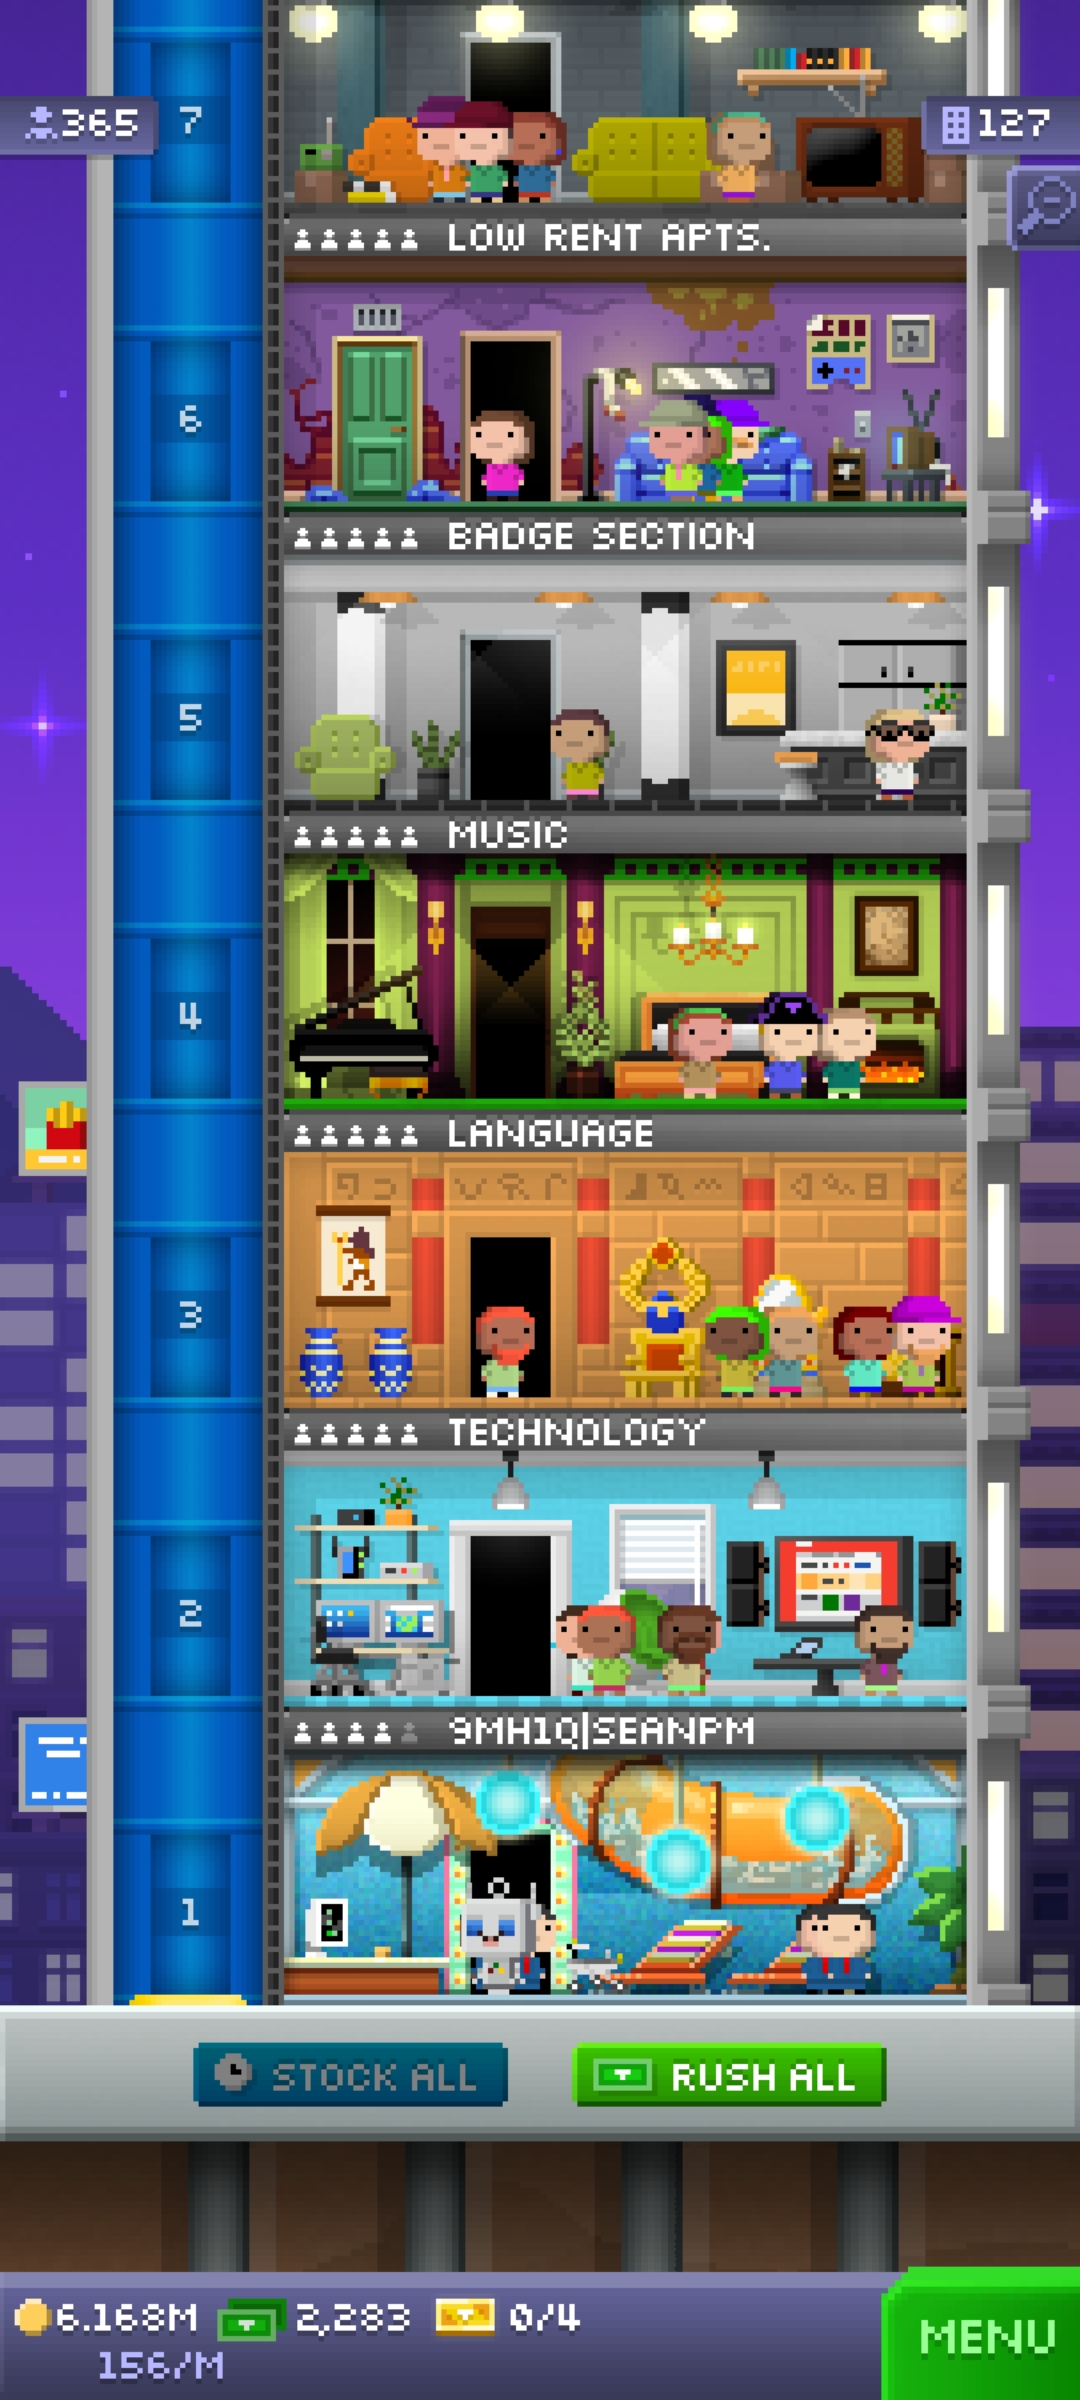 365
7
127
LOW RENT APTS.
6
BADGE SECTION
5
MUSIC
4
LANGUAGE
3
TECHNOLOGY
2
9MH1Q|SEANPM
1
STOCK ALL
RUSH ALL
6.168M
2,283
0/4
156/M
MENU